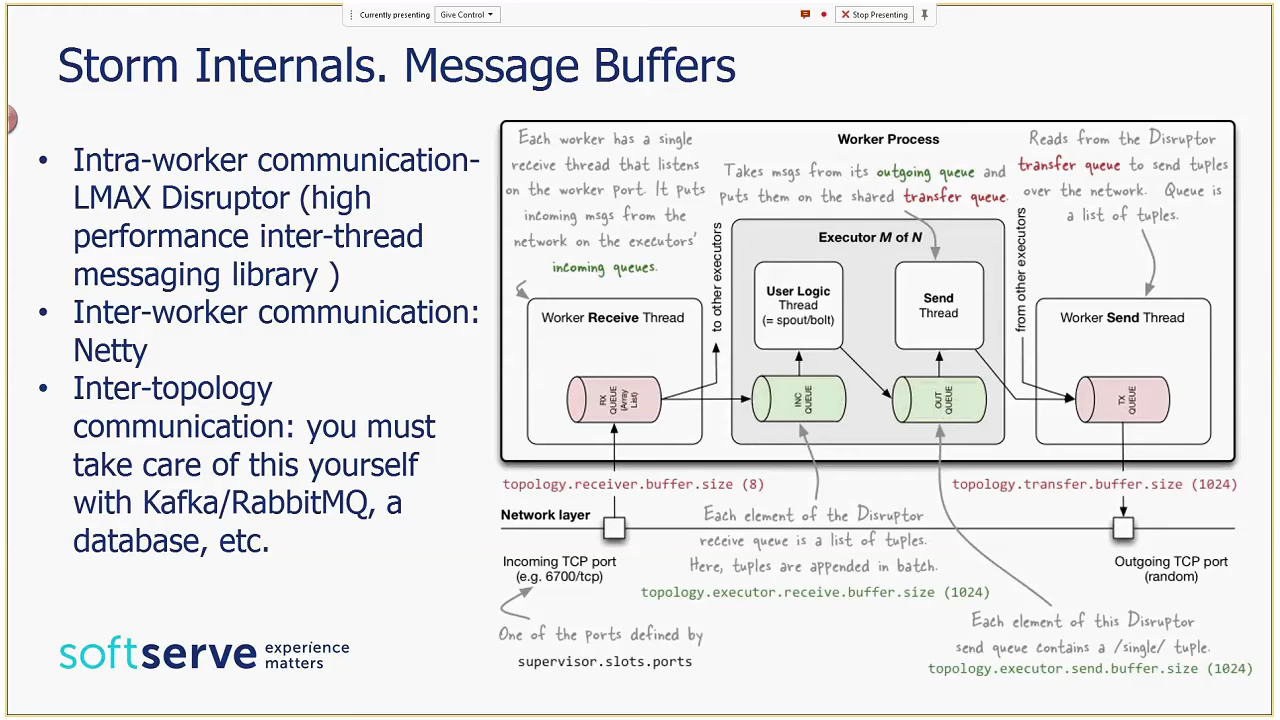 Currently presenting
Give Control
Stop Presenting
Storm Internals. Message Buffers
• Intra-worker communication-
LMAX Disruptor (high
performance inter-thread
messaging library )
• Inter-worker communication:
Netty
• Inter-topology
communication: you must
take care of this yourself
with Kafka/RabbitMQ, a
database, etc.
softserve
experience
matters
Each worker has a single
receive thread that listens
on the worker port. It puts
incoming msgs from the
network on the executors'
incoming queues.
Worker Process
Takes msgs from its outgoing queue and
puts them on the shared transfer queue.
Reads from the Disruptor
transfer queue to send tuples
over the network. Queue is
a list of tuples.
Worker Receive Thread
RX
QUEUE
(Array
List)
to other executors
Executor M of N
User Logic
Thread
(= spout/bolt)
Send
Thread
INC
QUEUE
OUT
QUEUE
from other executors
Worker Send Thread
TX
QUEUE
topology.receiver.buffer.size (8)
topology.transfer.buffer.size (1024)
Network layer
Each element of the Disruptor
receive queue is a list of tuples.
Here, tuples are appended in batch.
topology.executor.receive.buffer.size (1024)
Incoming TCP port
(e.g. 6700/tcp)
Outgoing TCP port
(random)
One of the ports defined by
supervisor.slots.ports
Each element of this Disruptor
send queue contains a /single/ tuple.
topology.executor.send.buffer.size (1024)